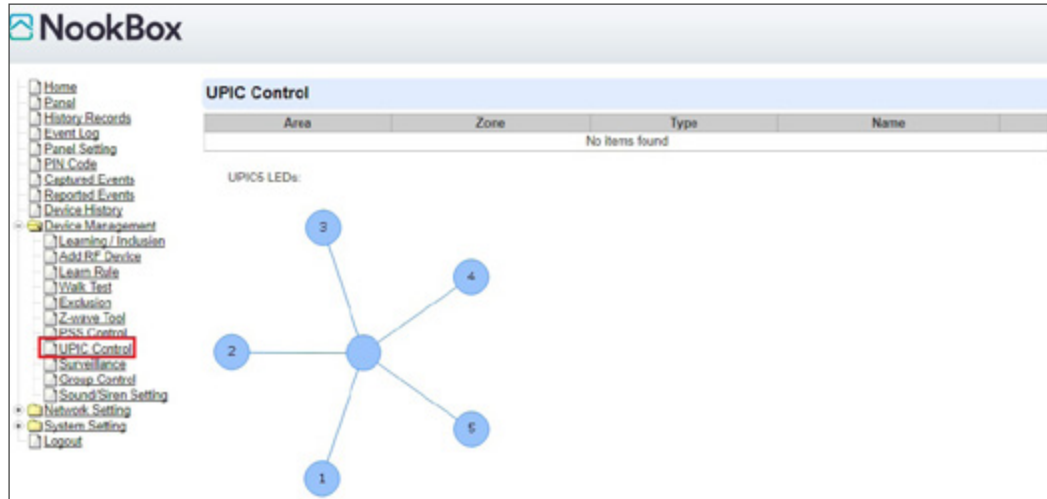 NookBox
Home
Panel
History Records
Event Log
Panel Setting
PIN Code
Captured Events
Reported Events
Device History
Device Management
Learning / Inclusion
Add RF Device
Learn Rule
Walk Test
Exclusion
Z-wave Tool
PSS Control
UPIC Control
Surveillance
Group Control
Sound/Siren Setting
Network Setting
System Setting
Logout
UPIC Control
Area Zone Type Name
No items found
UPIC5 LEDs:
3
4
2
5
1